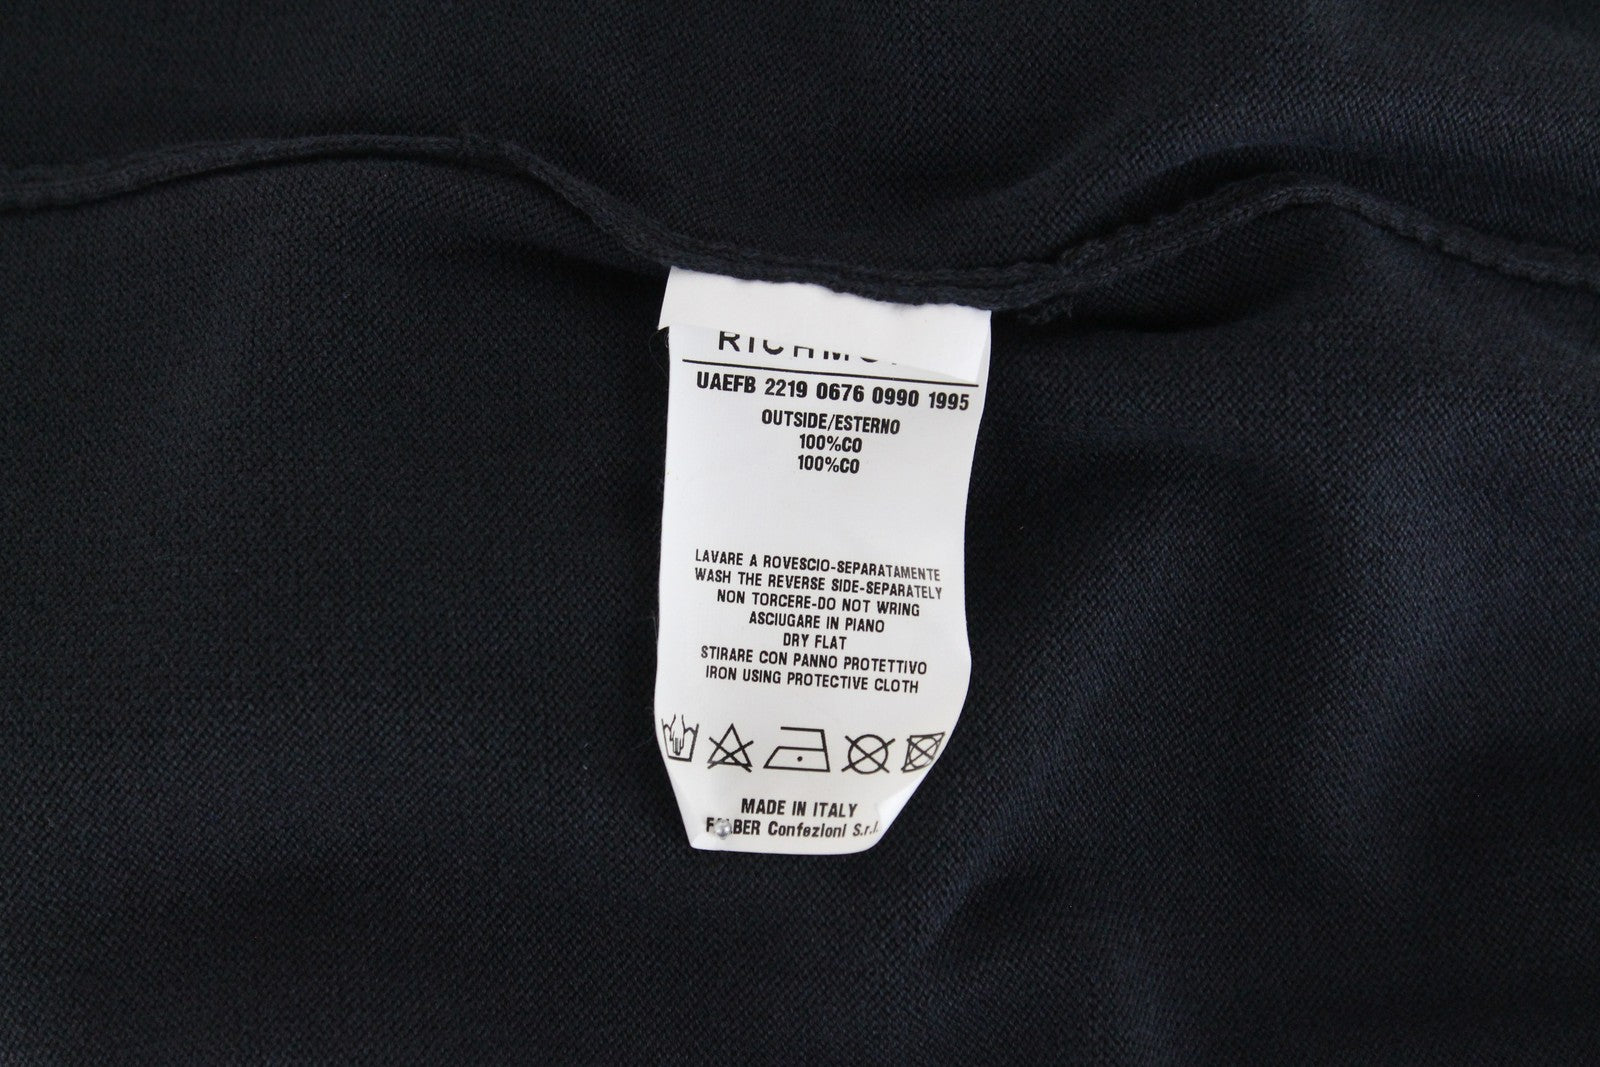 UAEFB 2219 0676 0990 1995
OUTSIDE/ESTERNO
100%CO
100%CO
LAVARE A ROVESCIO-SEPARATAMENTE
WASH THE REVERSE SIDE-SEPARATELY
NON TORCERE-DO NOT WRING
ASCIUGARE IN PIANO
DRY FLAT
STIRARE CON PANNO PROTETTIVO
IRON USING PROTECTIVE CLOTH
MADE IN ITALY
Confezioni S.r.l.